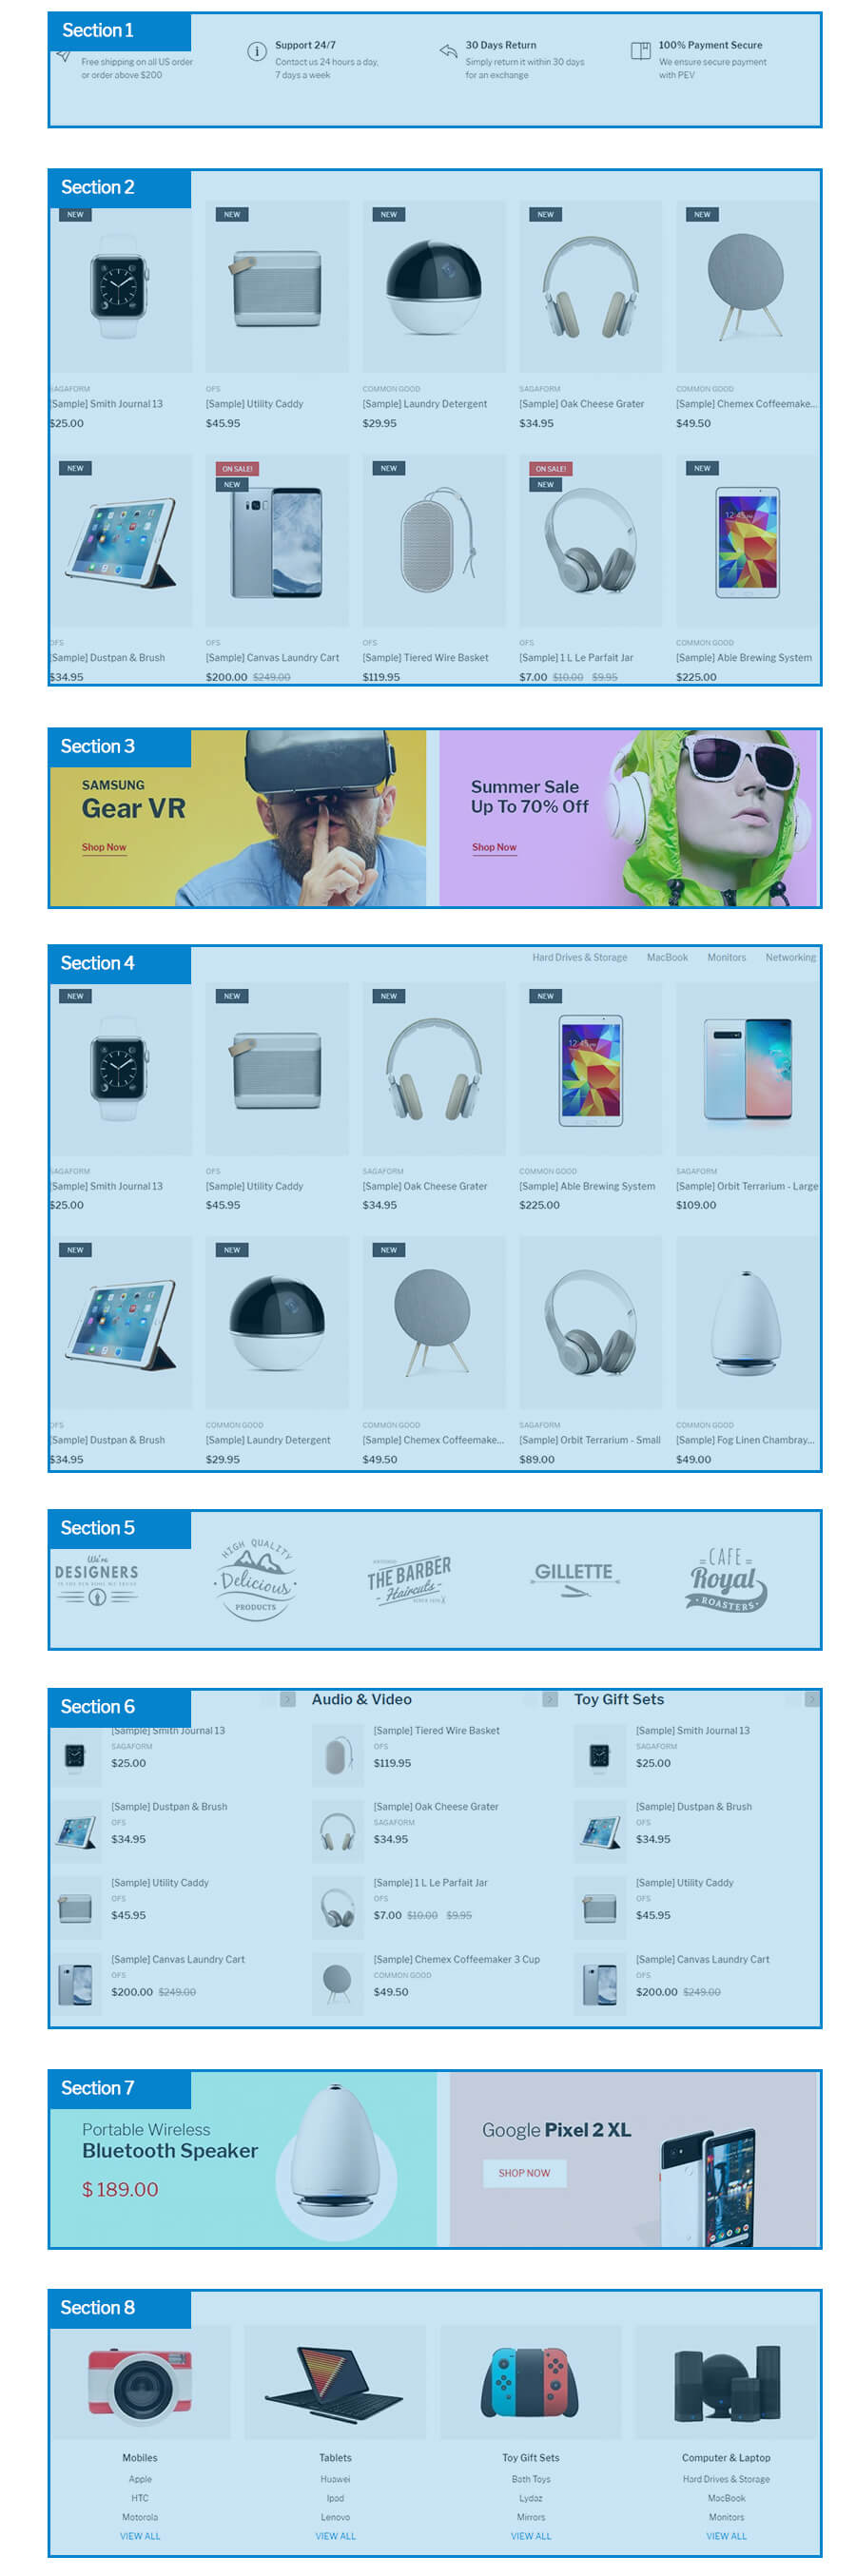 Section 1
Free shipping on all US order
or order above $200
Support 24/7
Contact us 24 hours a day,
7 days a week
30 Days Return
Simply return it within 30 days
for an exchange
100% Payment Secure
We ensure secure payment
with PEV
Section 2
NEW NEW NEW NEW NEW
SAGAFORM OFS COMMON GOOD SAGAFORM COMMON GOOD
[Sample] Smith Journal 13 [Sample] Utility Caddy [Sample] Laundry Detergent [Sample] Oak Cheese Grater [Sample] Chemex Coffeemake...
$25.00 $45.95 $29.95 $34.95 $49.50
NEW ON SALE! NEW ON SALE! NEW
NEW NEW
OFS OFS OFS OFS COMMON GOOD
[Sample] Dustpan & Brush [Sample] Canvas Laundry Cart [Sample] Tiered Wire Basket [Sample] 1 L Le Parfait Jar [Sample] Able Brewing System
$34.95 $200.00 $249.00 $119.95 $7.00 $10.00 $9.95 $225.00
Section 3
SAMSUNG
Gear VR
Shop Now
Summer Sale
Up To 70% Off
Shop Now
Section 4
Hard Drives & Storage MacBook Monitors Networking
NEW NEW NEW NEW
12:45
SAGAFORM OFS SAGAFORM COMMON GOOD SAGAFORM
[Sample] Smith Journal 13 [Sample] Utility Caddy [Sample] Oak Cheese Grater [Sample] Able Brewing System [Sample] Orbit Terrarium - Large
$25.00 $45.95 $34.95 $225.00 $109.00
NEW NEW NEW
OFS COMMON GOOD COMMON GOOD SAGAFORM COMMON GOOD
[Sample] Dustpan & Brush [Sample] Laundry Detergent [Sample] Chemex Coffeemake... [Sample] Orbit Terrarium - Small [Sample] Fog Linen Chambray...
$34.95 $29.95 $49.50 $89.00 $49.00
Section 5
We're
DESIGNERS
HIGH QUALITY
Delicious
PRODUCTS
THE BARBER
Haircuts
GILLETTE
CAFE
Royal
ROASTERS
Section 6
[Sample] Smith Journal 13
SAGAFORM
$25.00
[Sample] Dustpan & Brush
OFS
$34.95
[Sample] Utility Caddy
OFS
$45.95
[Sample] Canvas Laundry Cart
OFS
$200.00 $249.00
Audio & Video
[Sample] Tiered Wire Basket
OFS
$119.95
[Sample] Oak Cheese Grater
SAGAFORM
$34.95
[Sample] 1 L Le Parfait Jar
OFS
$7.00 $10.00 $9.95
[Sample] Chemex Coffeemaker 3 Cup
COMMON GOOD
$49.50
Toy Gift Sets
[Sample] Smith Journal 13
SAGAFORM
$25.00
[Sample] Dustpan & Brush
OFS
$34.95
[Sample] Utility Caddy
OFS
$45.95
[Sample] Canvas Laundry Cart
OFS
$200.00 $249.00
Section 7
Portable Wireless
Bluetooth Speaker
$ 189.00
Google Pixel 2 XL
SHOP NOW
Section 8
Mobiles
Apple
HTC
Motorola
VIEW ALL
Tablets
Huawei
Ipad
Lenovo
VIEW ALL
Toy Gift Sets
Bath Toys
Lydaz
Mirrors
VIEW ALL
Computer & Laptop
Hard Drives & Storage
MacBook
Monitors
VIEW ALL